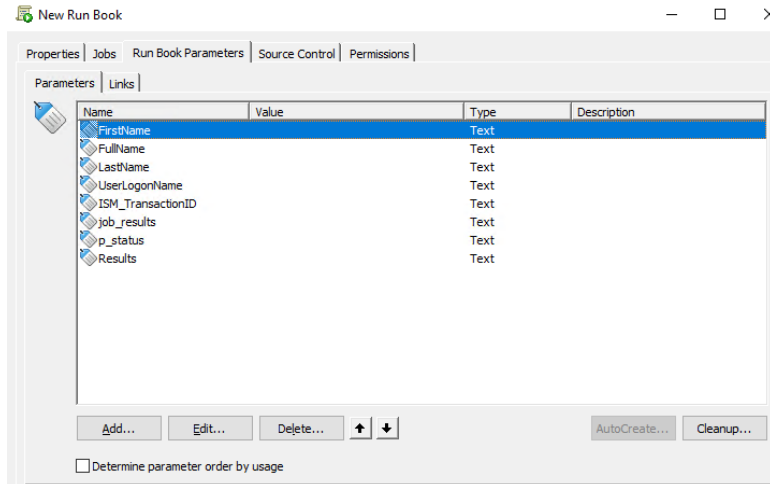 New Run Book
Properties Jobs Run Book Parameters Source Control Permissions
Parameters Links
Name Value Type Description
FirstName Text
FullName Text
LastName Text
UserLogonName Text
ISM_TransactionID Text
job_results Text
p_status Text
Results Text
Add... Edit... Delete... AutoCreate... Cleanup...
Determine parameter order by usage